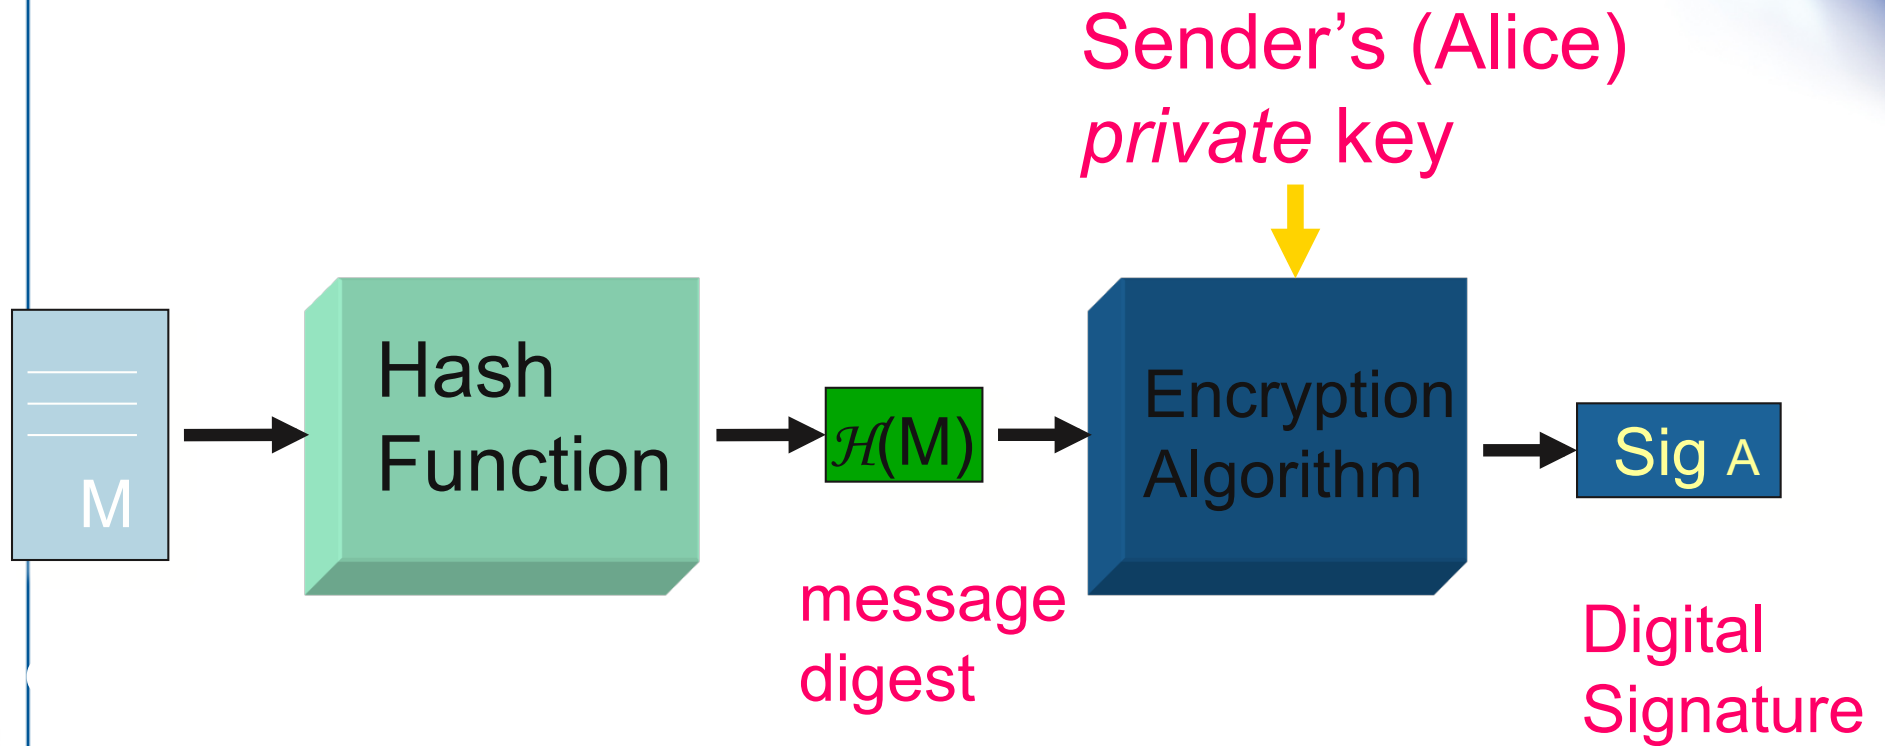 Sender’s (Alice)
private key
Hash
Function
M
ℋ(M)
Encryption
Algorithm
Sig A
message
digest
Digital
Signature